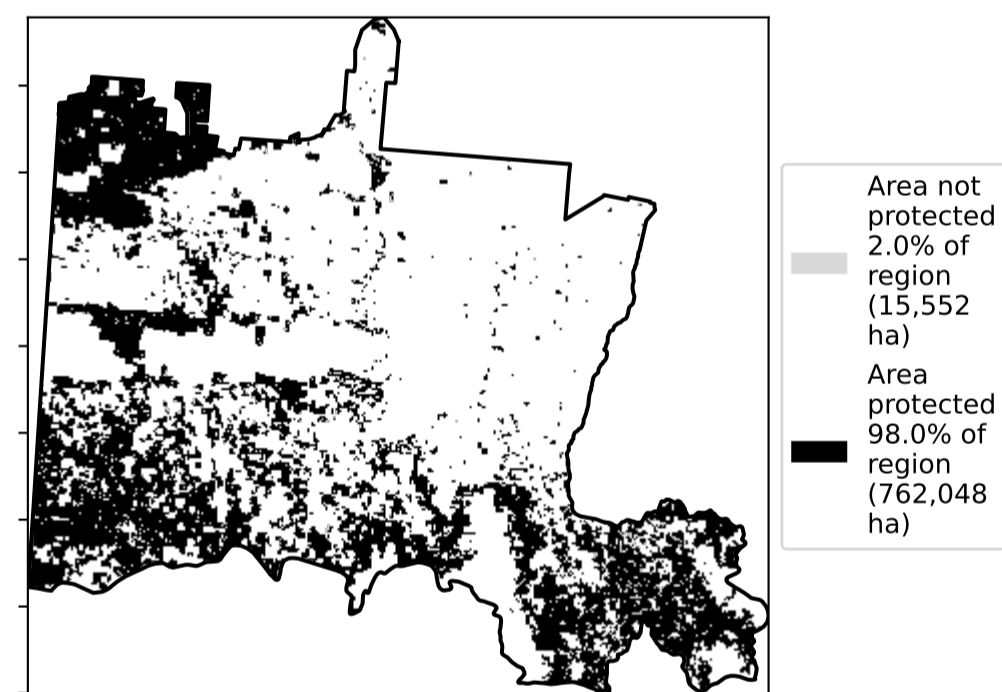 Area not
protected
2.0% of
region
(15,552
ha)
Area
protected
98.0% of
region
(762,048
ha)